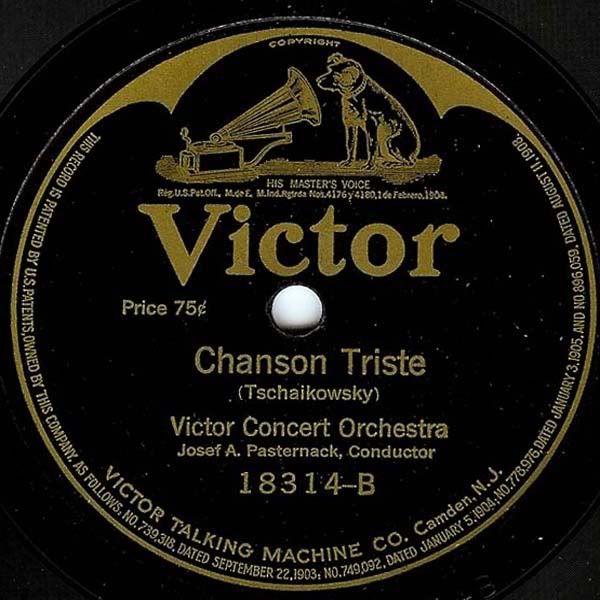 COPYRIGHT
HIS MASTER'S VOICE
Reg.U.S.Pat.Off., M.de F., M.Ind.Rgtrda Nos.4176 y 4180, 1 de Febrero, 1904.
Victor
Price 75¢
Chanson Triste
(Tschaikowsky)
Victor Concert Orchestra
Josef A. Pasternack, Conductor
18314-B
VICTOR TALKING MACHINE CO. Camden, N.J.
THIS RECORD IS PATENTED BY U.S. PATENTS, OWNED BY THIS COMPANY, AS FOLLOWS: NO. 739,318, DATED SEPTEMBER 22, 1903; NO. 749,092, DATED JANUARY 5, 1904; NO. 778,976, DATED JANUARY 3, 1905, AND NO 896,059, DATED AUGUST 11, 1908.